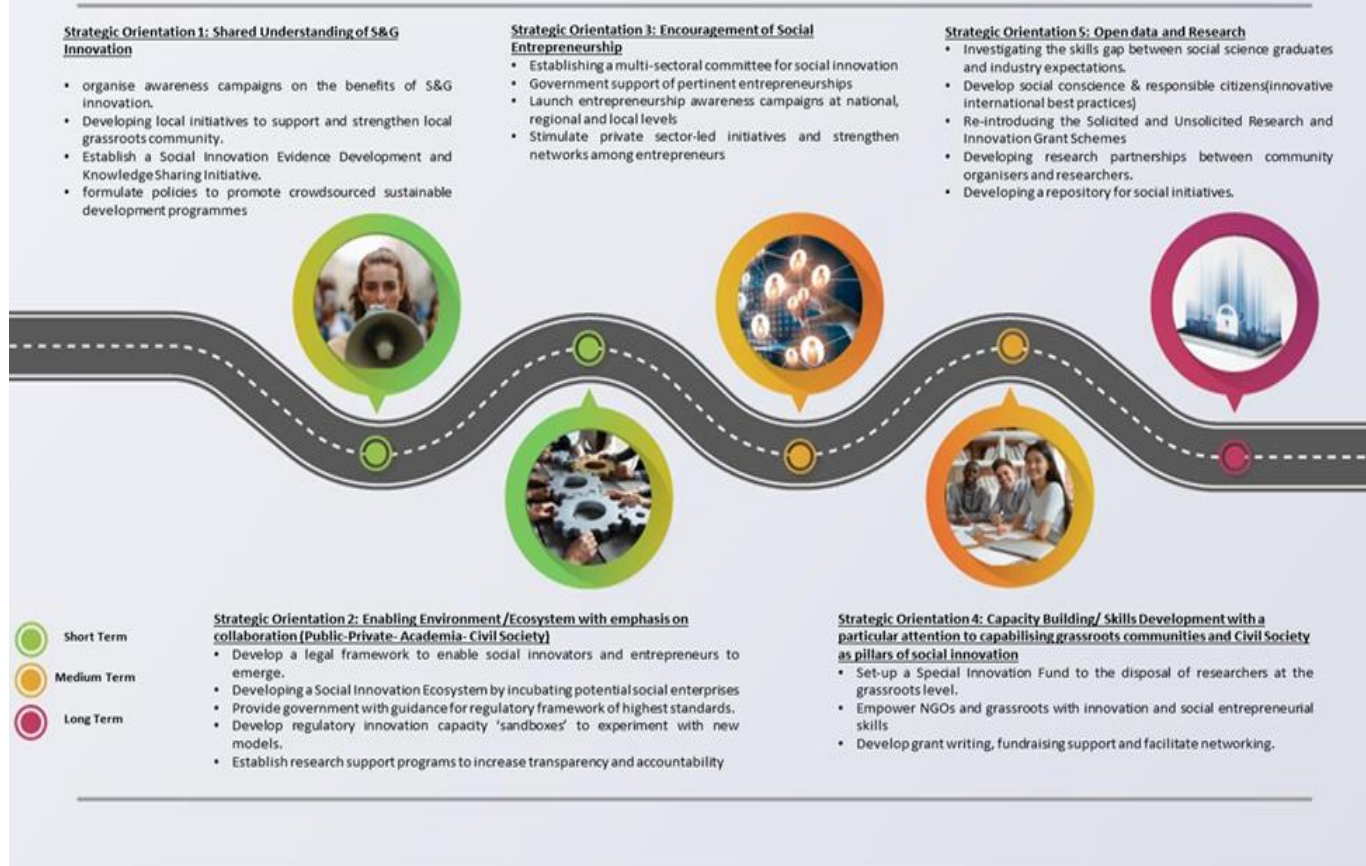 Strategic Orientation 1: Shared Understanding of S&G
Innovation
• organise awareness campaigns on the benefits of S&G
innovation.
• Developing local initiatives to support and strengthen local
grassroots community.
• Establish a Social Innovation Evidence Development and
Knowledge Sharing Initiative.
• formulate policies to promote crowdsourced sustainable
development programmes
Strategic Orientation 3: Encouragement of Social
Entrepreneurship
• Establishing a multi-sectoral committee for social innovation
• Government support of pertinent entrepreneurships
• Launch entrepreneurship awareness campaigns at national,
regional and local levels
• Stimulate private sector-led initiatives and strengthen
networks among entrepreneurs
Strategic Orientation 5: Open data and Research
• Investigating the skills gap between social science graduates
and industry expectations.
• Develop social conscience & responsible citizens(innovative
international best practices)
• Re-introducing the Solicited and Unsolicited Research and
Innovation Grant Schemes
• Developing research partnerships between community
organisers and researchers.
• Developing a repository for social initiatives.
Short Term
Medium Term
Long Term
Strategic Orientation 2: Enabling Environment/Ecosystem with emphasis on
collaboration (Public-Private- Academia- Civil Society)
• Develop a legal framework to enable social innovators and entrepreneurs to
emerge.
• Developing a Social Innovation Ecosystem by incubating potential social enterprises
• Provide government with guidance for regulatory framework of highest standards.
• Develop regulatory innovation capacity 'sandboxes' to experiment with new
models.
• Establish research support programs to increase transparency and accountability
Strategic Orientation 4: Capacity Building/ Skills Development with a
particular attention to capabilising grassroots communities and Civil Society
as pillars of social innovation
• Set-up a Special Innovation Fund to the disposal of researchers at the
grassroots level.
• Empower NGOs and grassroots with innovation and social entrepreneurial
skills
• Develop grant writing, fundraising support and facilitate networking.